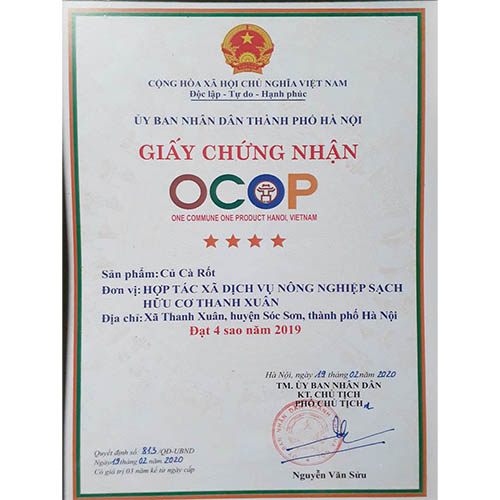 CỘNG HÒA XÃ HỘI CHỦ NGHĨA VIỆT NAM
Độc lập - Tự do - Hạnh phúc
ỦY BAN NHÂN DÂN THÀNH PHỐ HÀ NỘI
GIẤY CHỨNG NHẬN
OCOP
ONE COMMUNE ONE PRODUCT HANOI, VIETNAM
Sản phẩm: Củ Cà Rốt
Đơn vị: HỢP TÁC XÃ DỊCH VỤ NÔNG NGHIỆP SẠCH
HỮU CƠ THANH XUÂN
Địa chỉ: Xã Thanh Xuân, huyện Sóc Sơn, thành phố Hà Nội
Đạt 4 sao năm 2019
Hà Nội, ngày 19 tháng 02 năm 2020
TM. ỦY BAN NHÂN DÂN
KT. CHỦ TỊCH
PHÓ CHỦ TỊCH
Quyết định số: 813/QĐ-UBND
Ngày 19 tháng 02 năm 2020
Có giá trị 03 năm kể từ ngày cấp
Nguyễn Văn Sửu